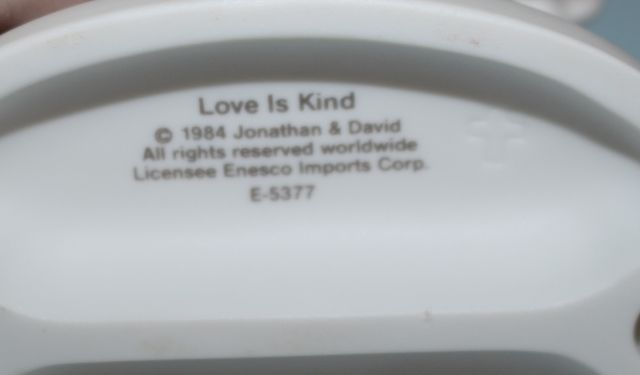 Love Is Kind
© 1984 Jonathan & David
All rights reserved worldwide
Licensee Enesco Imports Corp.
E-5377